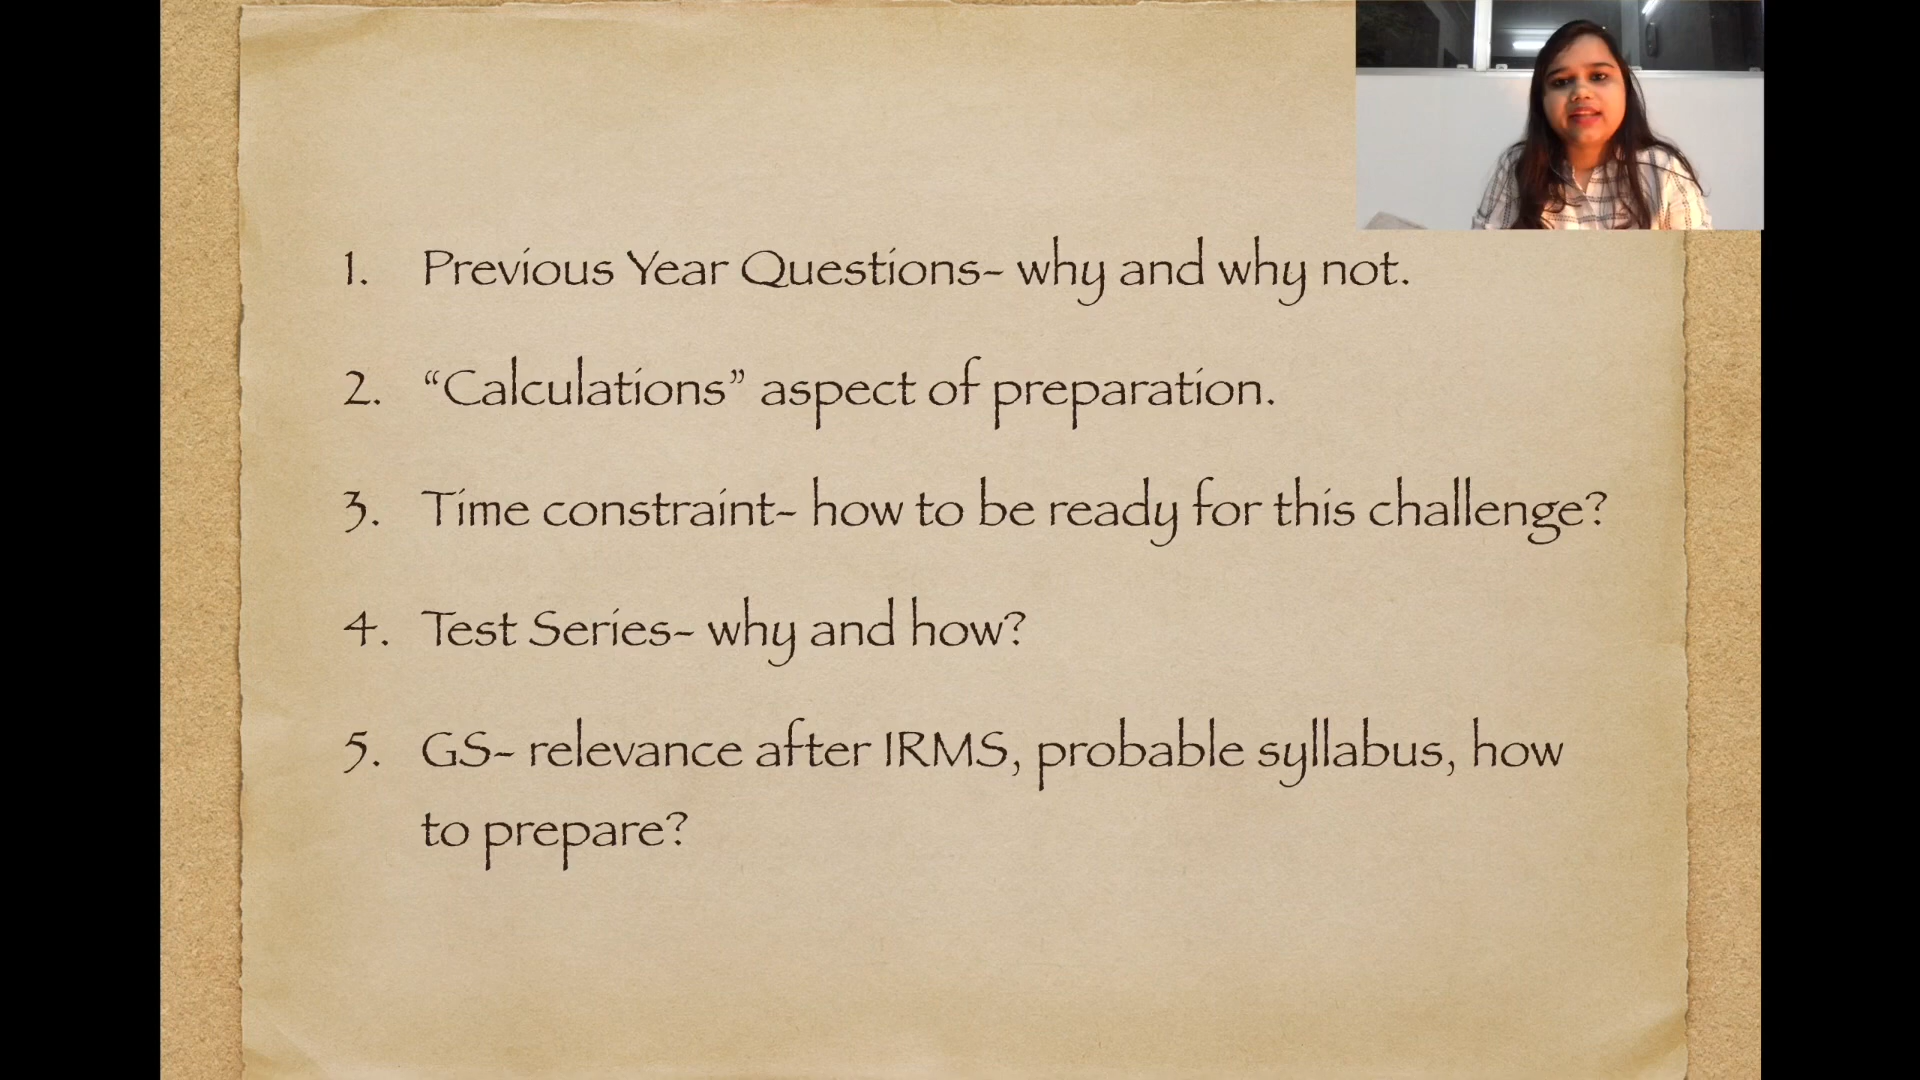 1. Previous Year Questions- why and why not.
2. “Calculations” aspect of preparation.
3. Time constraint- how to be ready for this challenge?
4. Test Series- why and how?
5. GS- relevance after IRMS, probable syllabus, how
to prepare?